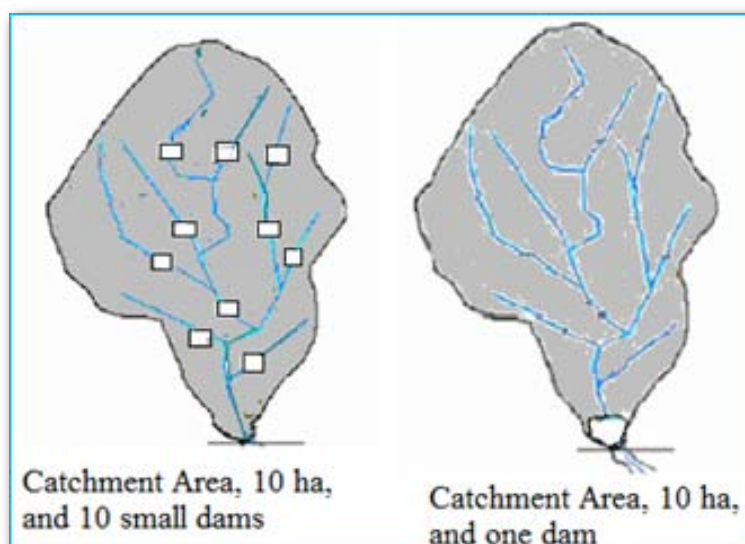 Catchment Area, 10 ha,
and 10 small dams
Catchment Area, 10 ha,
and one dam